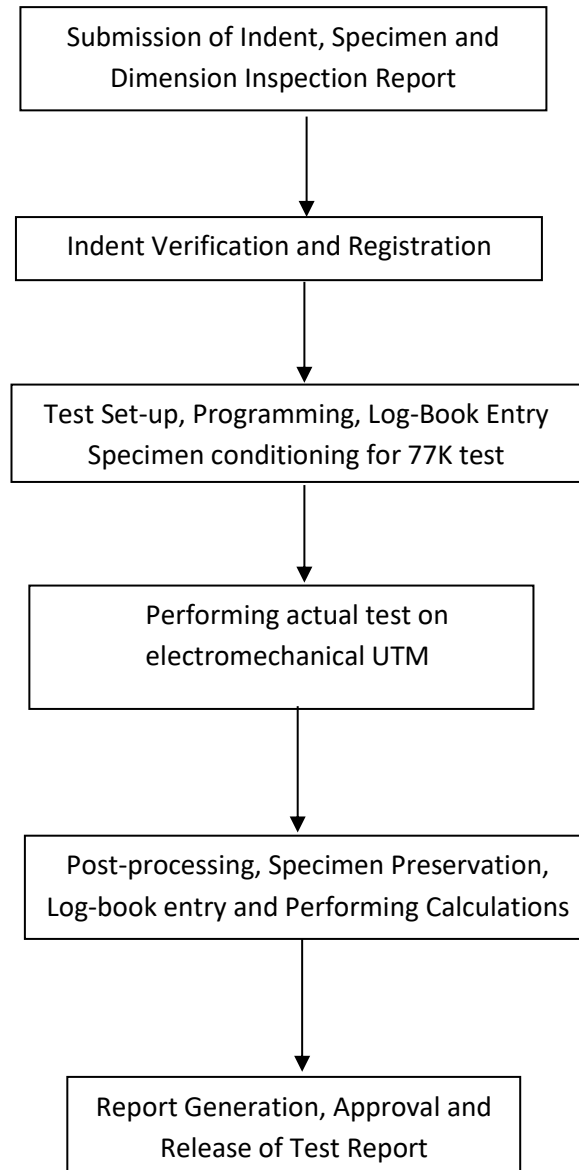 Submission of Indent, Specimen and
Dimension Inspection Report
Indent Verification and Registration
Test Set-up, Programming, Log-Book Entry
Specimen conditioning for 77K test
Performing actual test on
electromechanical UTM
Post-processing, Specimen Preservation,
Log-book entry and Performing Calculations
Report Generation, Approval and
Release of Test Report